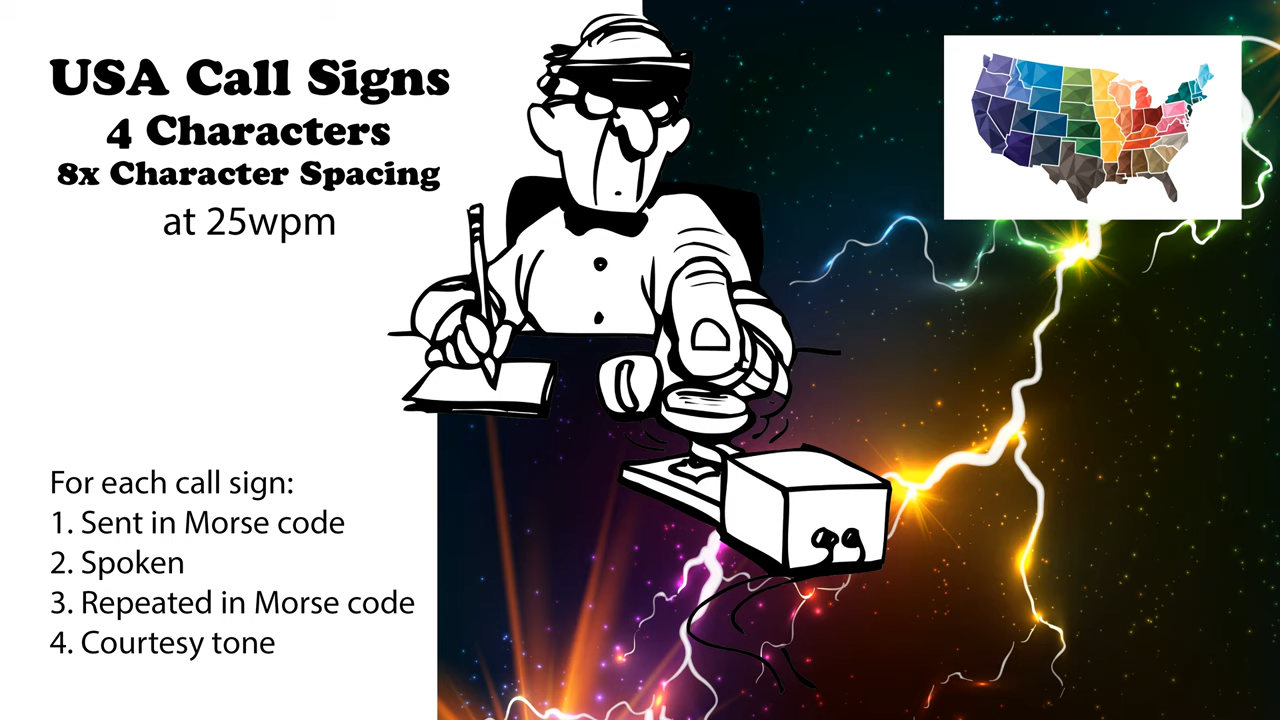 USA Call Signs
4 Characters
8x Character Spacing
at 25wpm
For each call sign:
1. Sent in Morse code
2. Spoken
3. Repeated in Morse code
4. Courtesy tone